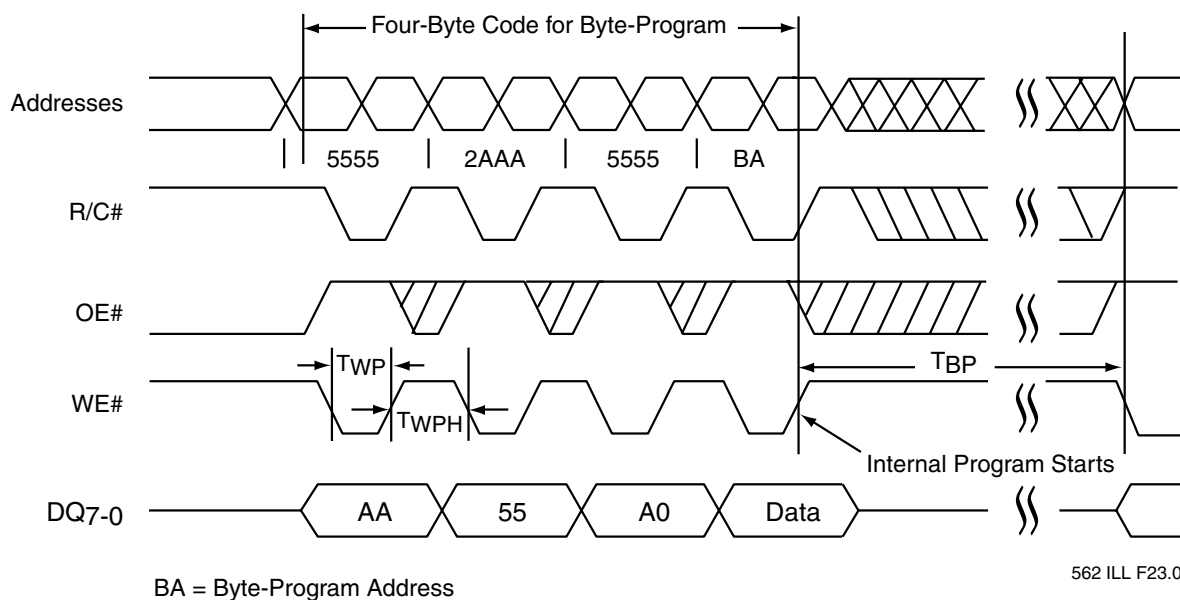 Four-Byte Code for Byte-Program
Addresses
5555 2AAA 5555 BA
R/C#
OE#
TWP
TBP
WE#
TWPH
Internal Program Starts
DQ7-0
AA 55 A0 Data
562 ILL F23.0
BA = Byte-Program Address